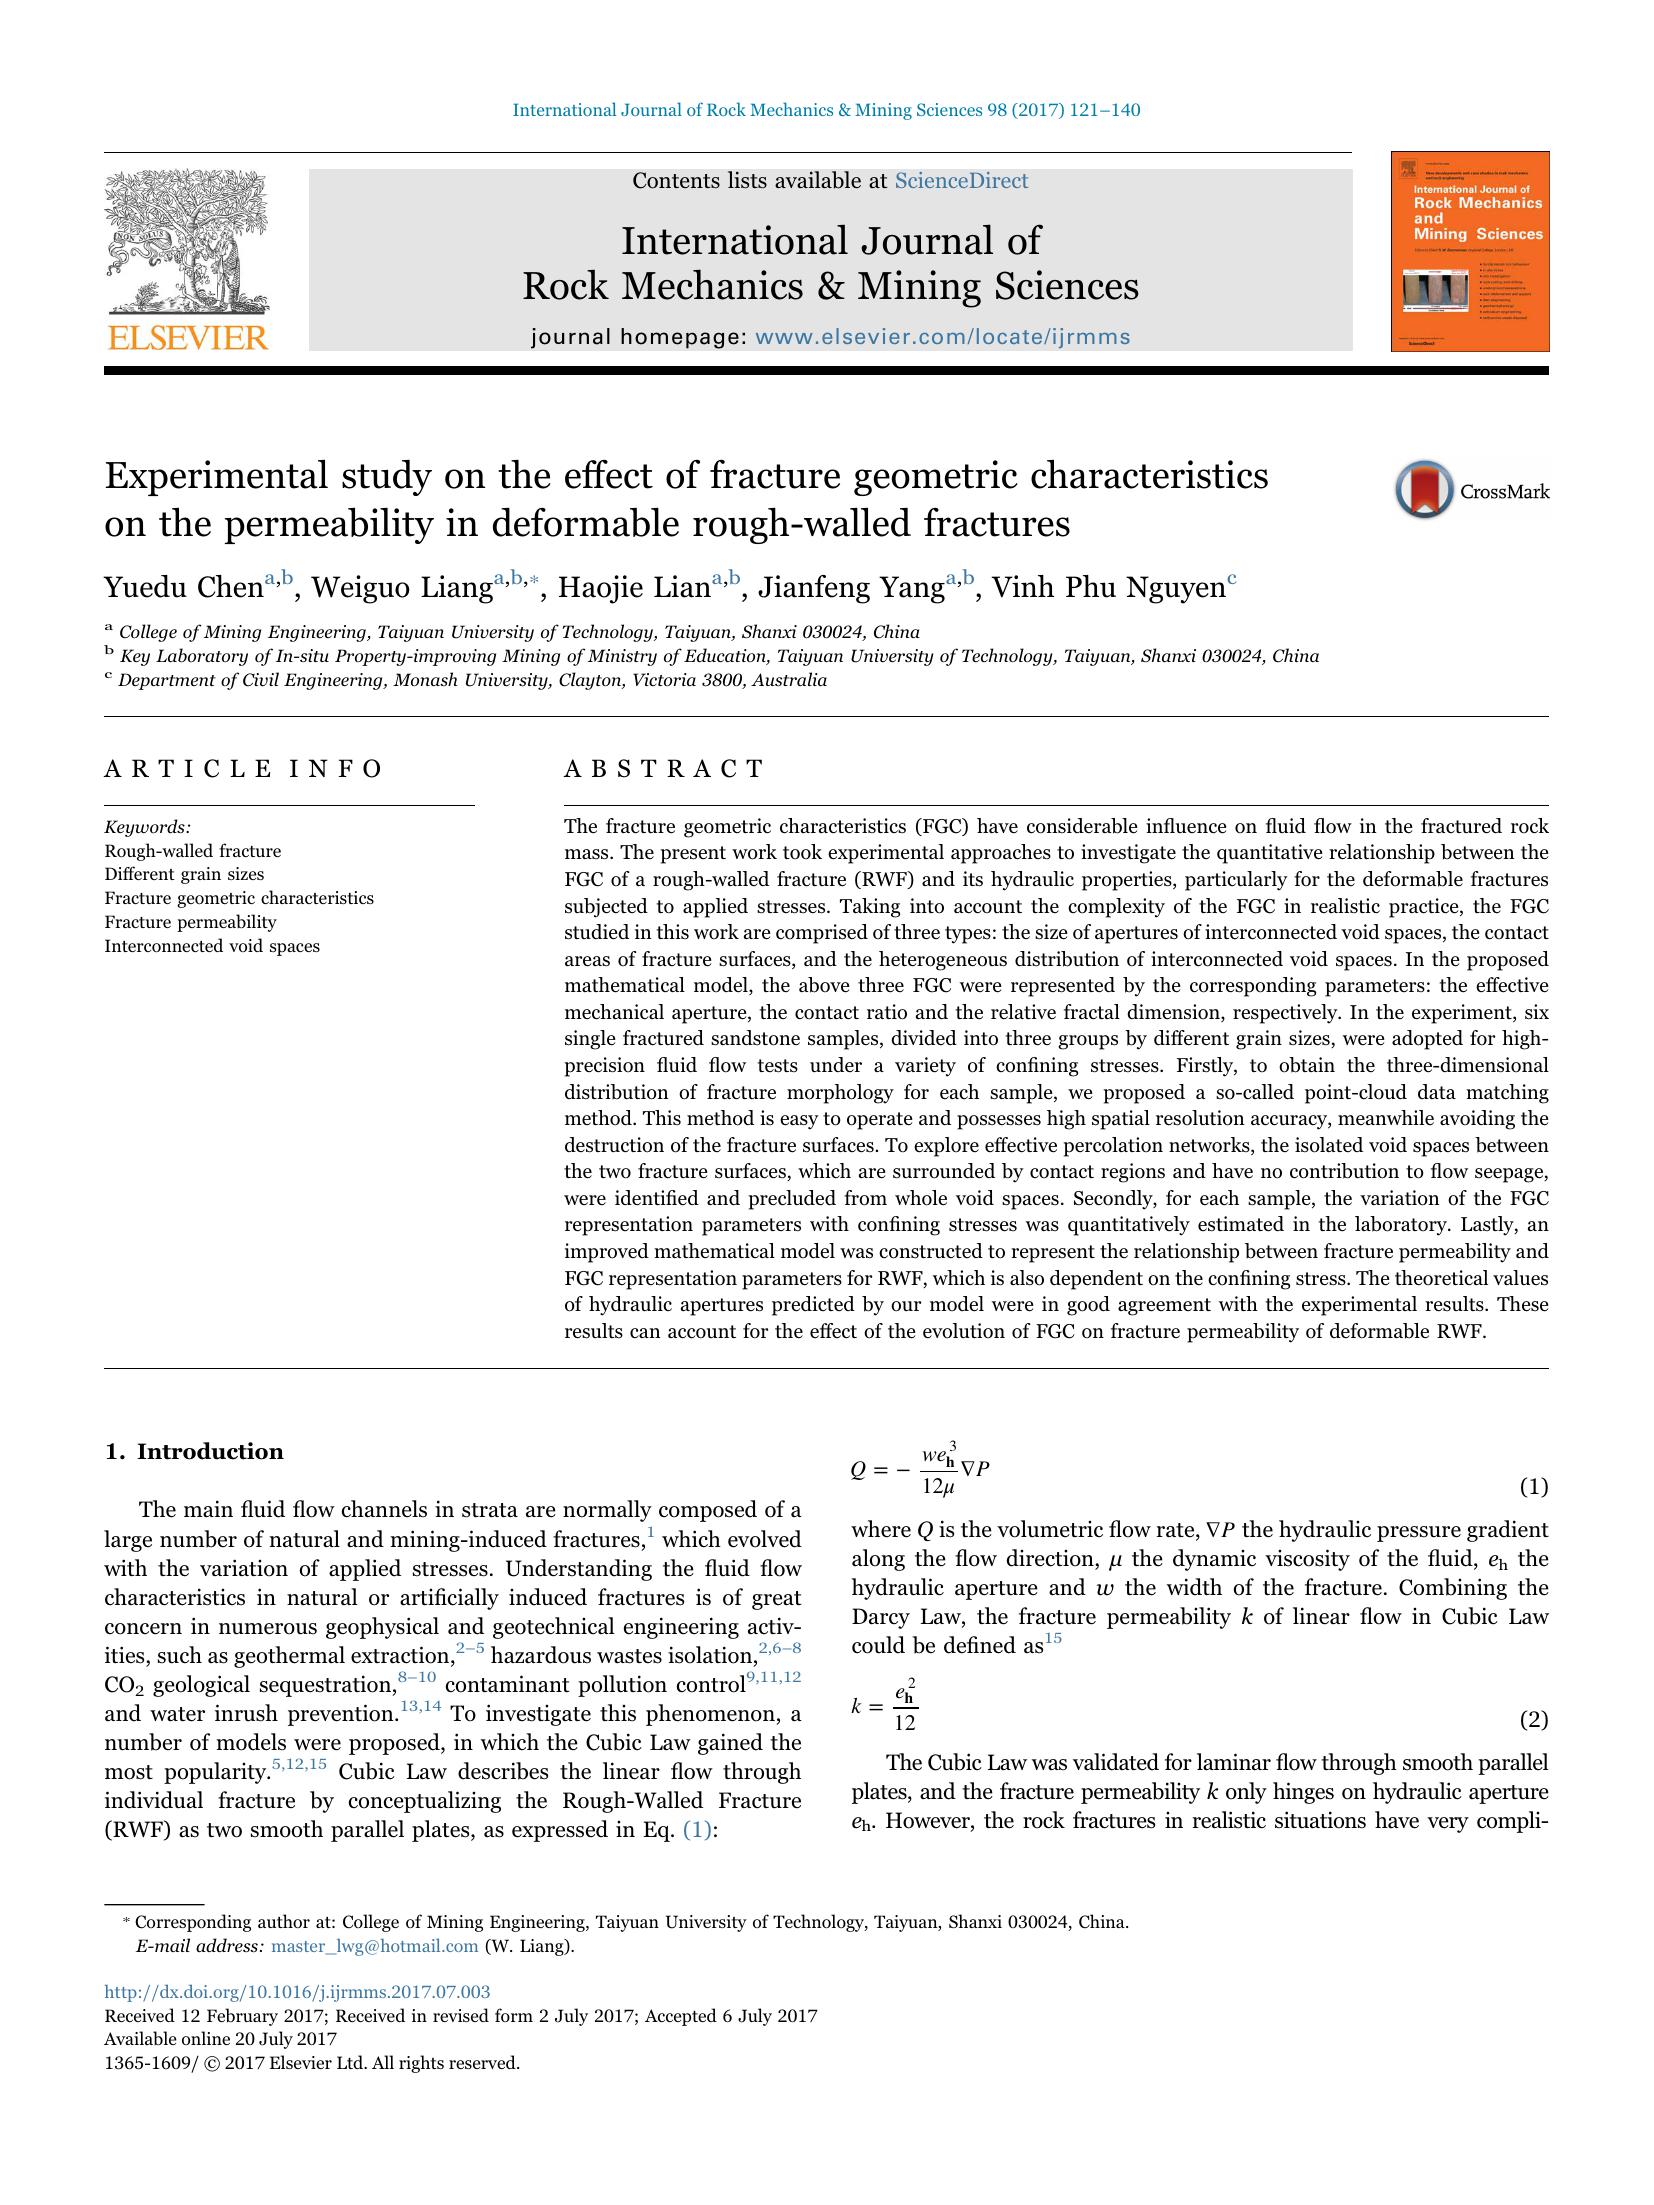 International Journal of Rock Mechanics & Mining Sciences 98 (2017) 121–140
NON SOLUS
ELSEVIER
Contents lists available at ScienceDirect
International Journal of
Rock Mechanics & Mining Sciences
journal homepage: www.elsevier.com/locate/ijrmms
International Journal of
Rock Mechanics
and
Mining Sciences
Experimental study on the effect of fracture geometric characteristics
on the permeability in deformable rough-walled fractures
CrossMark
Yuedu Chenᵃ,ᵇ, Weiguo Liangᵃ,ᵇ,*, Haojie Lianᵃ,ᵇ, Jianfeng Yangᵃ,ᵇ, Vinh Phu Nguyenᶜ
ᵃ College of Mining Engineering, Taiyuan University of Technology, Taiyuan, Shanxi 030024, China
ᵇ Key Laboratory of In-situ Property-improving Mining of Ministry of Education, Taiyuan University of Technology, Taiyuan, Shanxi 030024, China
ᶜ Department of Civil Engineering, Monash University, Clayton, Victoria 3800, Australia
ARTICLE INFO
Keywords:
Rough-walled fracture
Different grain sizes
Fracture geometric characteristics
Fracture permeability
Interconnected void spaces
ABSTRACT
The fracture geometric characteristics (FGC) have considerable influence on fluid flow in the fractured rock
mass. The present work took experimental approaches to investigate the quantitative relationship between the
FGC of a rough-walled fracture (RWF) and its hydraulic properties, particularly for the deformable fractures
subjected to applied stresses. Taking into account the complexity of the FGC in realistic practice, the FGC
studied in this work are comprised of three types: the size of apertures of interconnected void spaces, the contact
areas of fracture surfaces, and the heterogeneous distribution of interconnected void spaces. In the proposed
mathematical model, the above three FGC were represented by the corresponding parameters: the effective
mechanical aperture, the contact ratio and the relative fractal dimension, respectively. In the experiment, six
single fractured sandstone samples, divided into three groups by different grain sizes, were adopted for high-
precision fluid flow tests under a variety of confining stresses. Firstly, to obtain the three-dimensional
distribution of fracture morphology for each sample, we proposed a so-called point-cloud data matching
method. This method is easy to operate and possesses high spatial resolution accuracy, meanwhile avoiding the
destruction of the fracture surfaces. To explore effective percolation networks, the isolated void spaces between
the two fracture surfaces, which are surrounded by contact regions and have no contribution to flow seepage,
were identified and precluded from whole void spaces. Secondly, for each sample, the variation of the FGC
representation parameters with confining stresses was quantitatively estimated in the laboratory. Lastly, an
improved mathematical model was constructed to represent the relationship between fracture permeability and
FGC representation parameters for RWF, which is also dependent on the confining stress. The theoretical values
of hydraulic apertures predicted by our model were in good agreement with the experimental results. These
results can account for the effect of the evolution of FGC on fracture permeability of deformable RWF.
1. Introduction
The main fluid flow channels in strata are normally composed of a
large number of natural and mining-induced fractures,¹ which evolved
with the variation of applied stresses. Understanding the fluid flow
characteristics in natural or artificially induced fractures is of great
concern in numerous geophysical and geotechnical engineering activ-
ities, such as geothermal extraction,²⁻⁵ hazardous wastes isolation,²,⁶⁻⁸
CO₂ geological sequestration,⁸⁻¹⁰ contaminant pollution control⁹,¹¹,¹²
and water inrush prevention.¹³,¹⁴ To investigate this phenomenon, a
number of models were proposed, in which the Cubic Law gained the
most popularity.⁵,¹²,¹⁵ Cubic Law describes the linear flow through
individual fracture by conceptualizing the Rough-Walled Fracture
(RWF) as two smooth parallel plates, as expressed in Eq. (1):
Q = − we_h³/12μ ∇P (1)
where Q is the volumetric flow rate, ∇P the hydraulic pressure gradient
along the flow direction, μ the dynamic viscosity of the fluid, e_h the
hydraulic aperture and w the width of the fracture. Combining the
Darcy Law, the fracture permeability k of linear flow in Cubic Law
could be defined as¹⁵
k = e_h²/12 (2)
The Cubic Law was validated for laminar flow through smooth parallel
plates, and the fracture permeability k only hinges on hydraulic aperture
e_h. However, the rock fractures in realistic situations have very compli-
* Corresponding author at: College of Mining Engineering, Taiyuan University of Technology, Taiyuan, Shanxi 030024, China.
E-mail address: master_lwg@hotmail.com (W. Liang).
http://dx.doi.org/10.1016/j.ijrmms.2017.07.003
Received 12 February 2017; Received in revised form 2 July 2017; Accepted 6 July 2017
Available online 20 July 2017
1365-1609/ © 2017 Elsevier Ltd. All rights reserved.